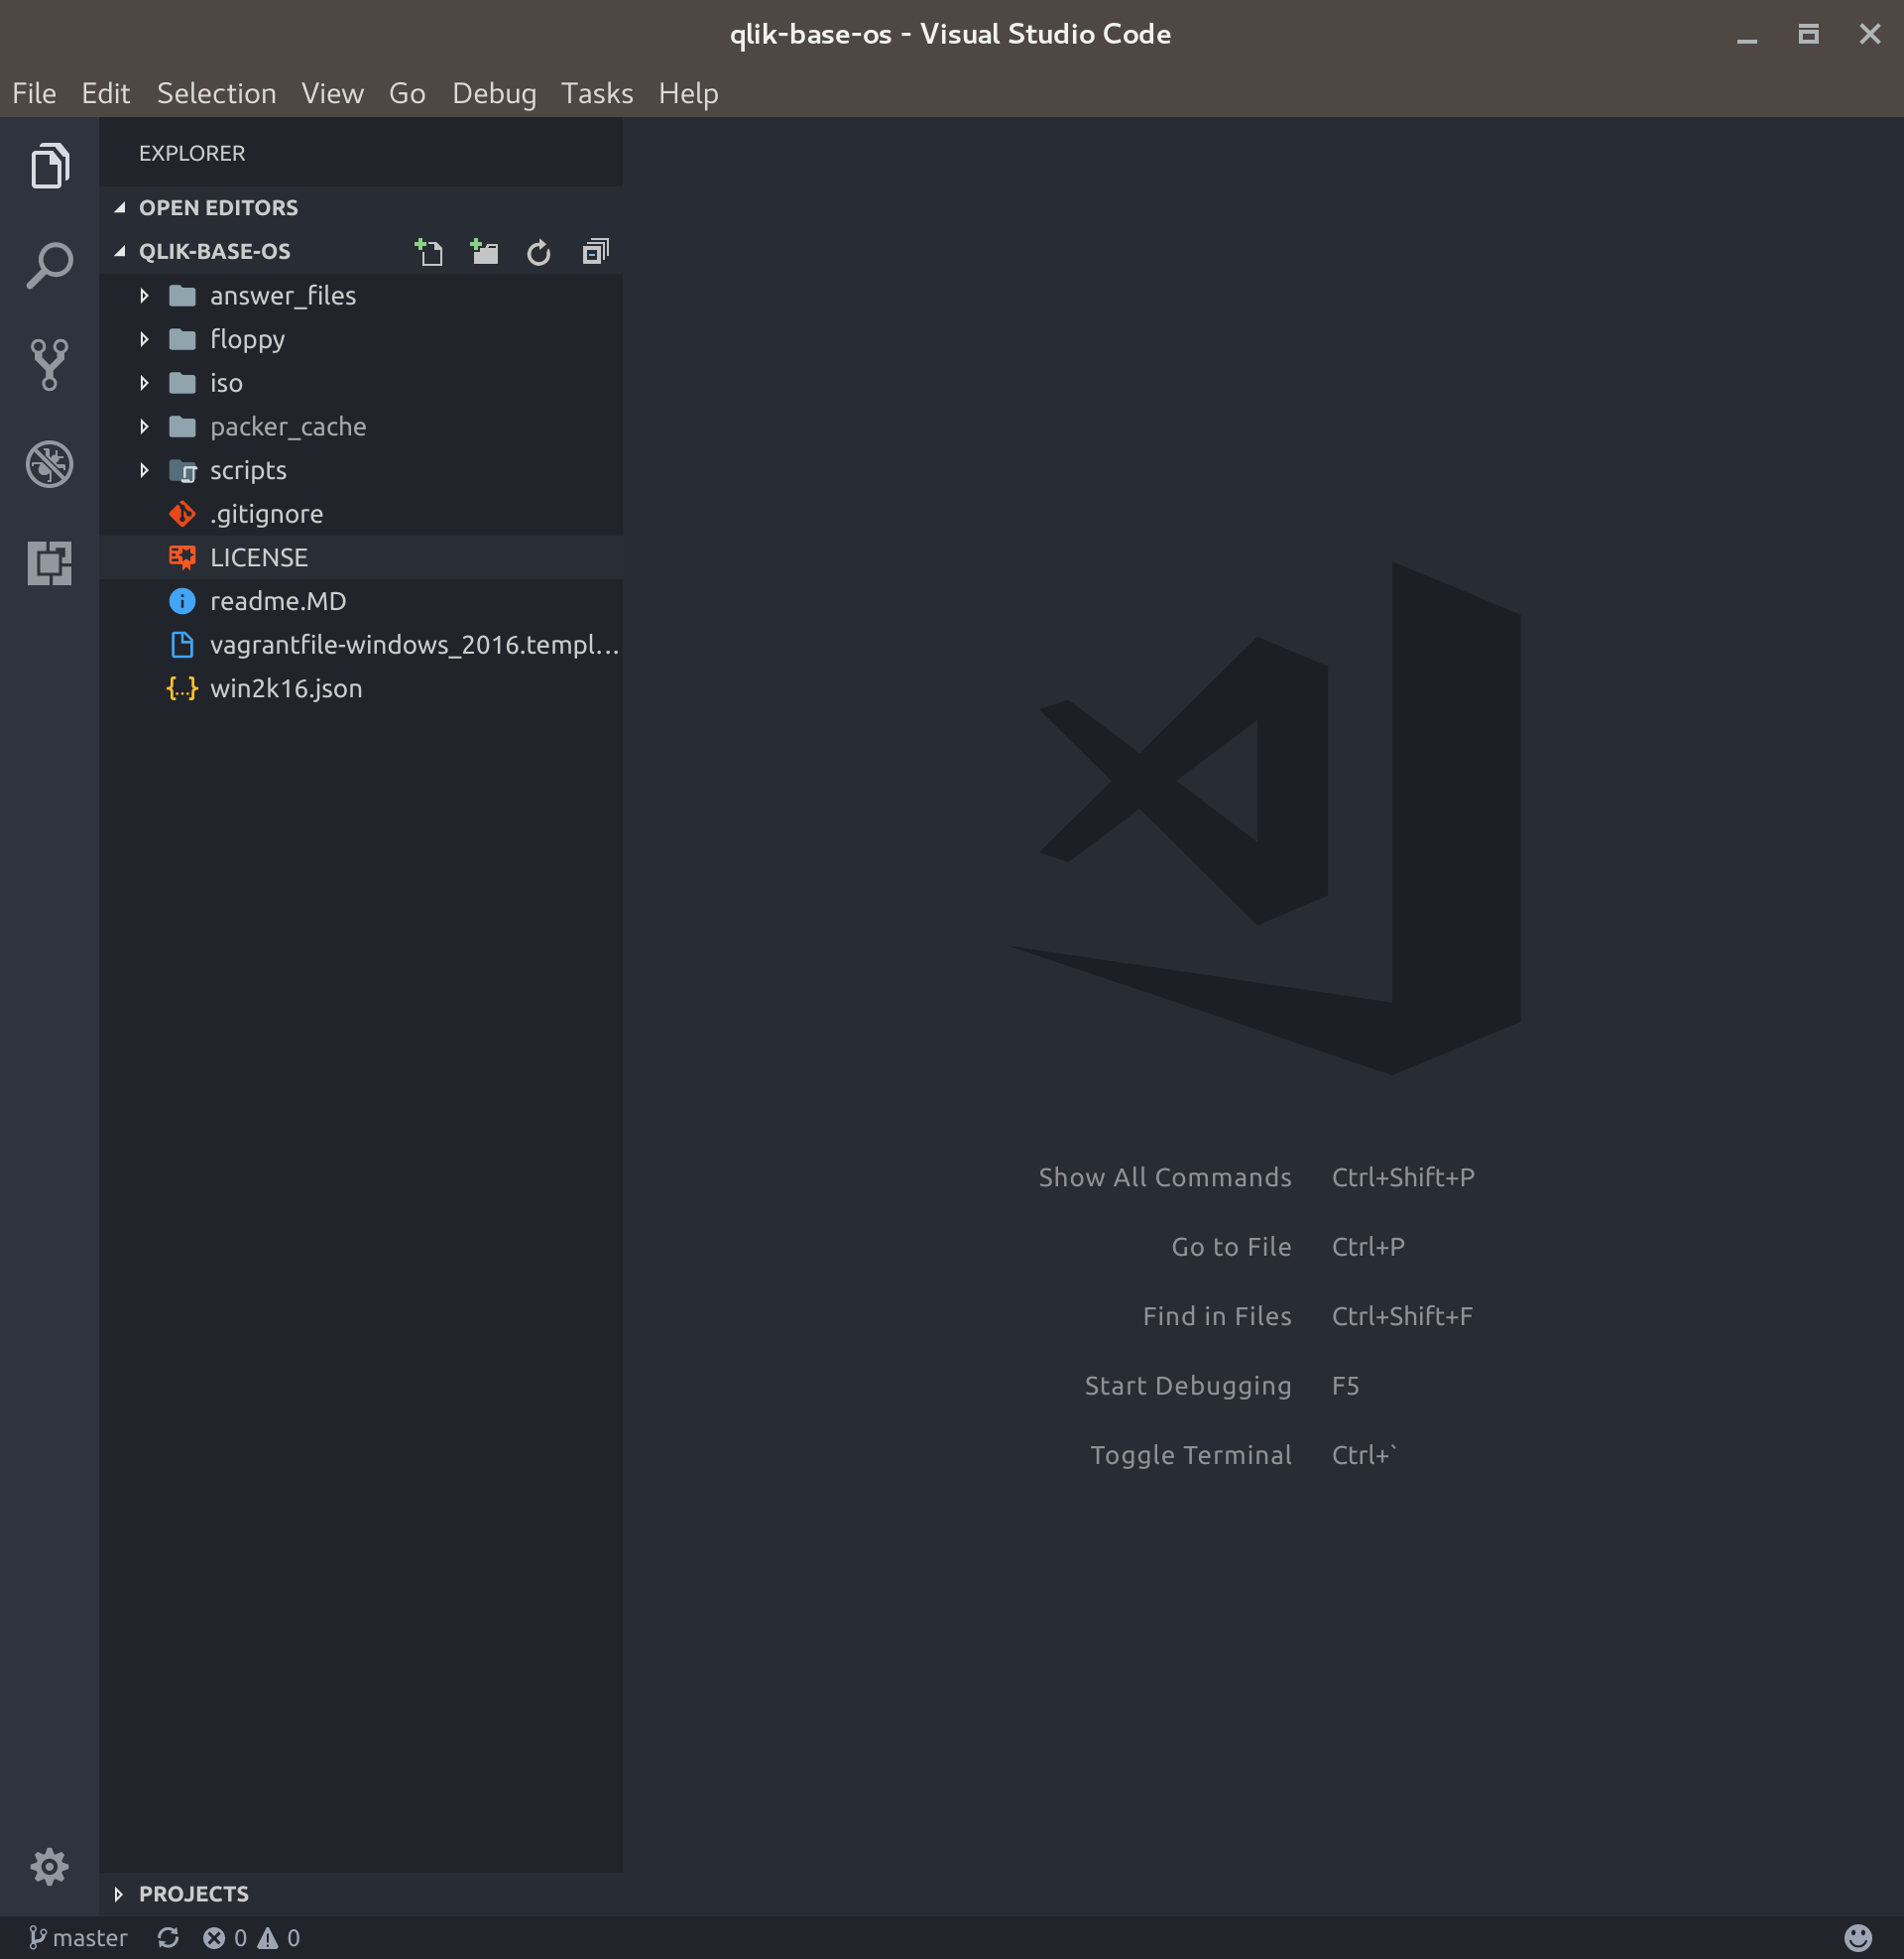 qlik-base-os - Visual Studio Code
File Edit Selection View Go Debug Tasks Help
EXPLORER
OPEN EDITORS
QLIK-BASE-OS
answer_files
floppy
iso
packer_cache
scripts
.gitignore
LICENSE
readme.MD
vagrantfile-windows_2016.templ...
win2k16.json
Show All Commands Ctrl+Shift+P
Go to File Ctrl+P
Find in Files Ctrl+Shift+F
Start Debugging F5
Toggle Terminal Ctrl+`
PROJECTS
master 0 0